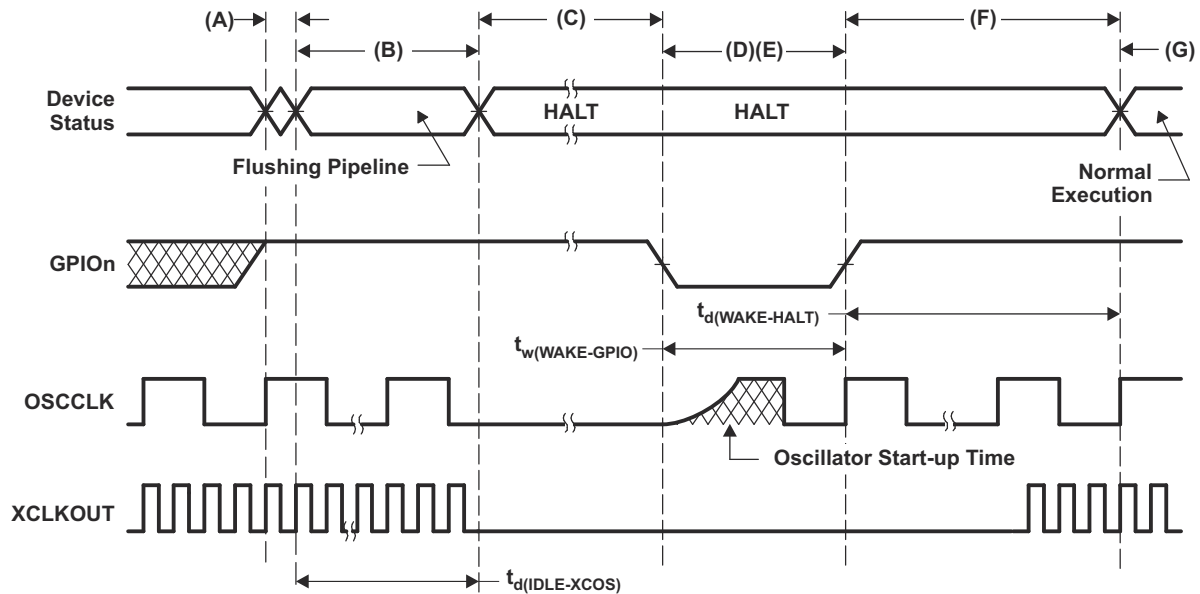 (A)
(C)
(F)
(B)
(D)(E)
(G)
Device
Status
HALT
HALT
Flushing Pipeline
Normal
Execution
GPIOn
td(WAKE-HALT)
tw(WAKE-GPIO)
OSCCLK
Oscillator Start-up Time
XCLKOUT
td(IDLE-XCOS)